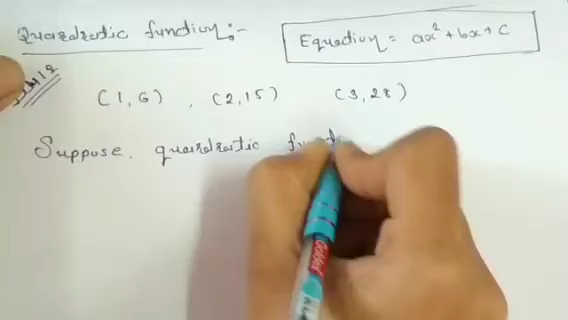 Quadratic function:-
Equation = ax² + bx + c
(1,6) , (2,15) (3,28)
Suppose. quadratic